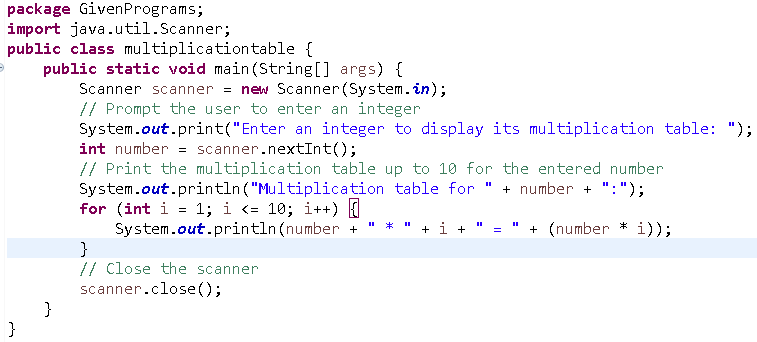 package GivenPrograms;
import java.util.Scanner;
public class multiplicationtable {
    public static void main(String[] args) {
        Scanner scanner = new Scanner(System.in);
        // Prompt the user to enter an integer
        System.out.print("Enter an integer to display its multiplication table: ");
        int number = scanner.nextInt();
        // Print the multiplication table up to 10 for the entered number
        System.out.println("Multiplication table for " + number + ":");
        for (int i = 1; i <= 10; i++) {
            System.out.println(number + " * " + i + " = " + (number * i));
        }
        // Close the scanner
        scanner.close();
    }
}